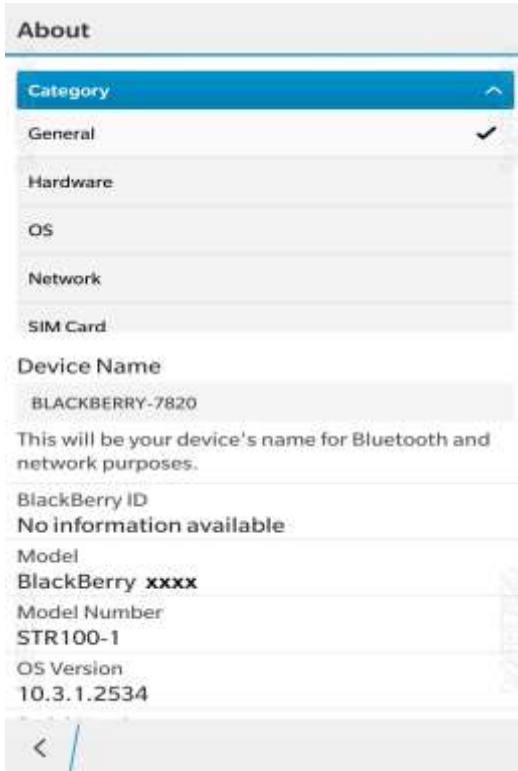 About
Category
General
Hardware
OS
Network
SIM Card
Device Name
BLACKBERRY-7820
This will be your device's name for Bluetooth and
network purposes.
BlackBerry ID
No information available
Model
BlackBerry xxxx
Model Number
STR100-1
OS Version
10.3.1.2534